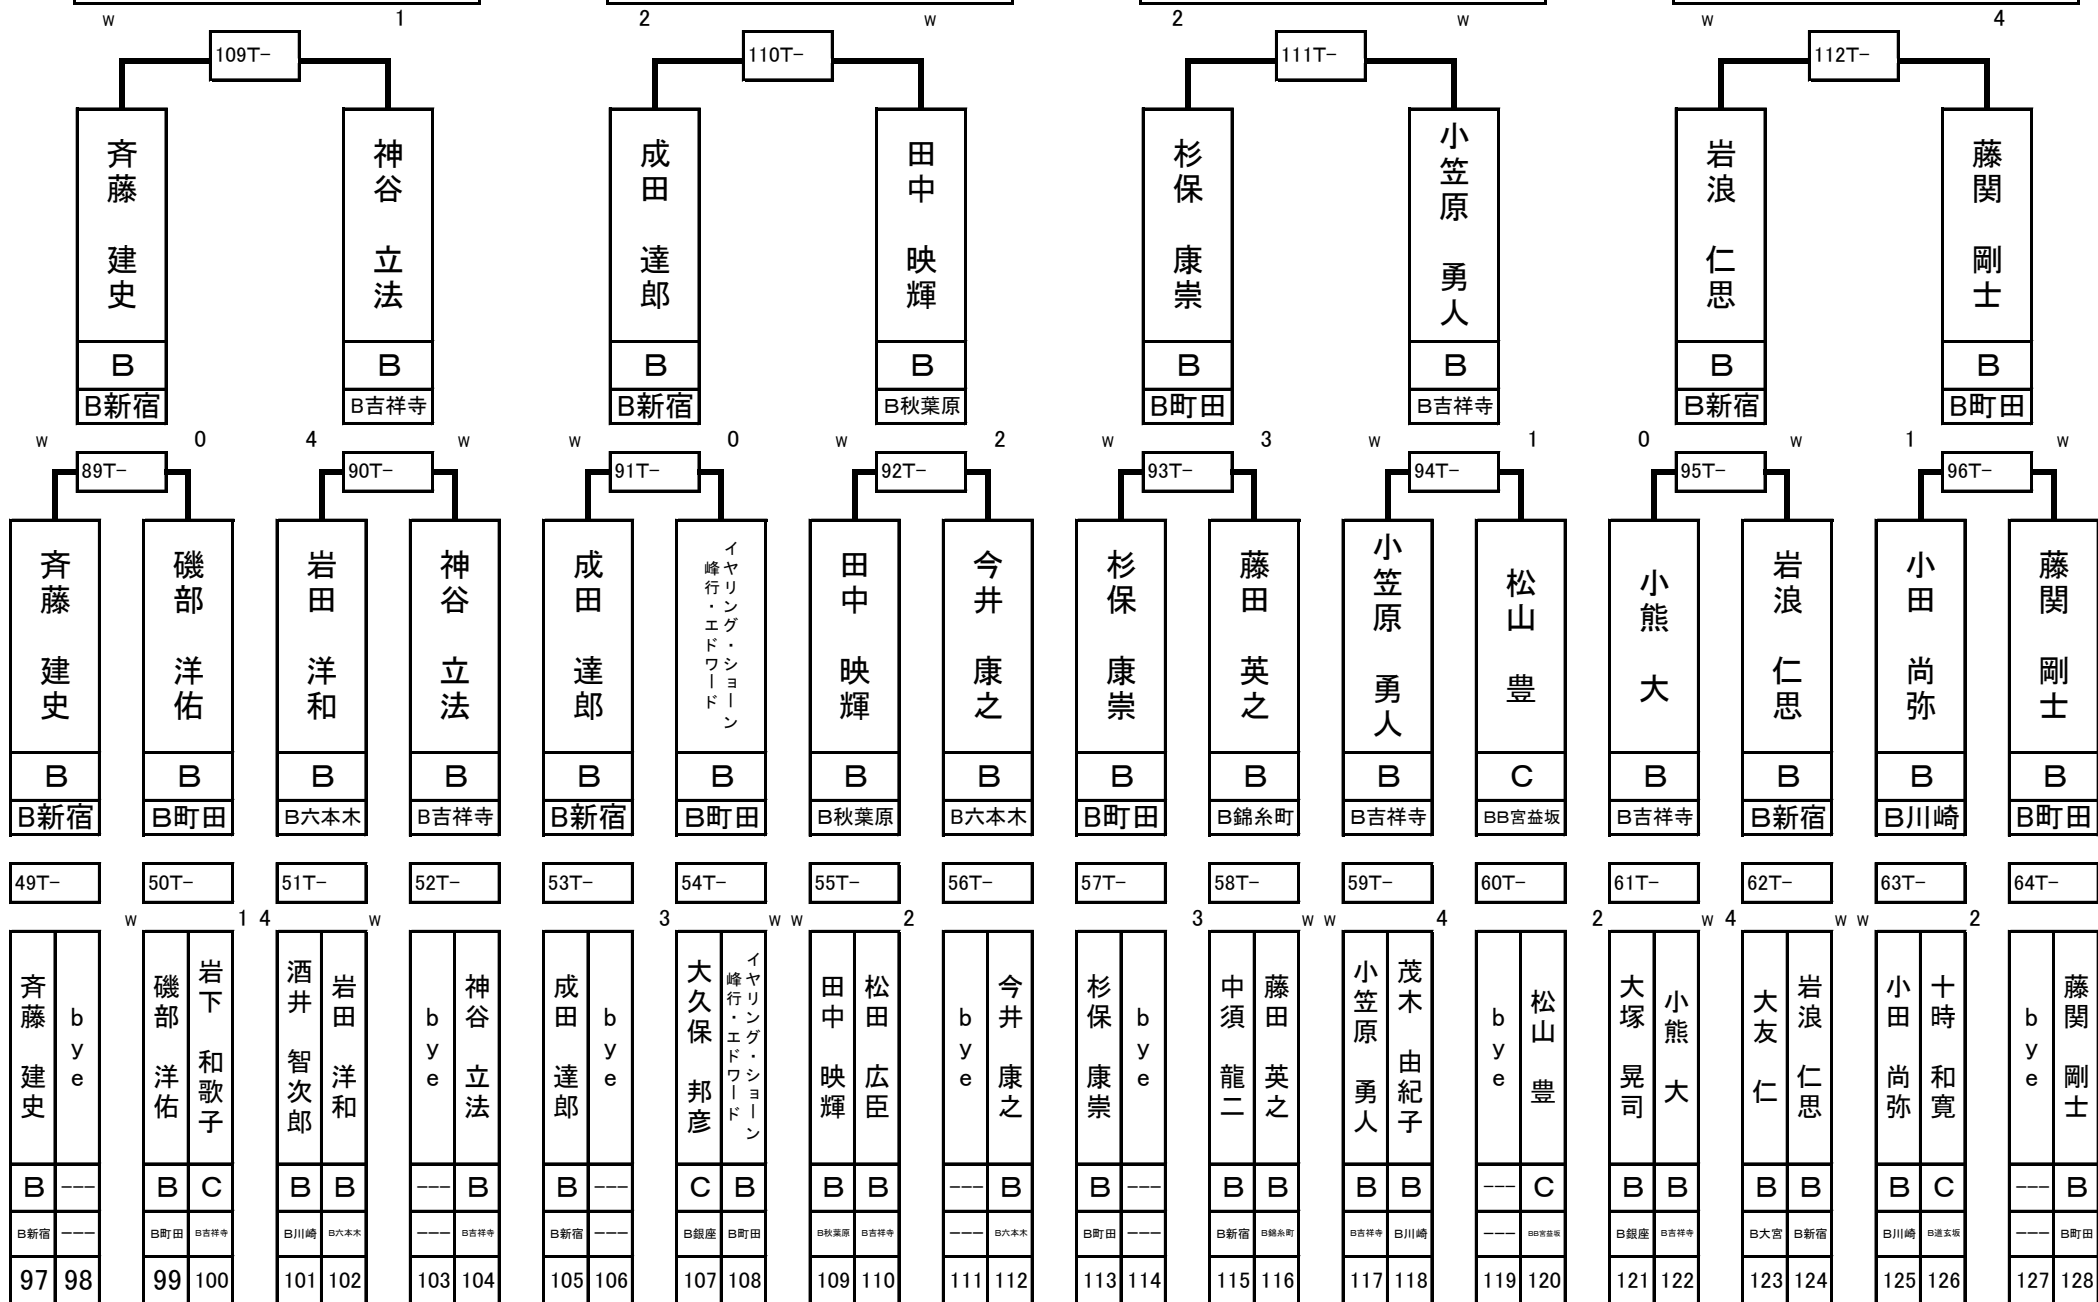 w 1 2 w 2 w w 4
109T- 110T- 111T- 112T-
斉藤 建史
神谷 立法
成田 達郎
田中 映輝
杉保 康崇
小笠原 勇人
岩浪 仁思
藤関 剛士
B B B B B B B B
B新宿 B吉祥寺 B新宿 B秋葉原 B町田 B吉祥寺 B新宿 B町田
w 0 4 w w 0 w 2 w 3 w 1 0 w 1 w
89T- 90T- 91T- 92T- 93T- 94T- 95T- 96T-
斉藤 建史
磯部 洋佑
岩田 洋和
神谷 立法
成田 達郎
イヤリング・ショーン
峰行・エドワード
田中 映輝
今井 康之
杉保 康崇
藤田 英之
小笠原 勇人
松山 豊
小熊 大
岩浪 仁思
小田 尚弥
藤関 剛士
B B B B B B B B B B B C B B B B
B新宿 B町田 B六本木 B吉祥寺 B新宿 B町田 B秋葉原 B六本木 B町田 B錦糸町 B吉祥寺 BB宮益坂 B吉祥寺 B新宿 B川崎 B町田
49T- 50T- 51T- 52T- 53T- 54T- 55T- 56T- 57T- 58T- 59T- 60T- 61T- 62T- 63T- 64T-
w 1 4 w 3 w w 2 3 w w 4 2 w 4 w w 2
斉藤 建史
bye
磯部 洋佑
岩下 和歌子
酒井 智次郎
岩田 洋和
bye
神谷 立法
成田 達郎
bye
大久保 邦彦
イヤリング・ショーン
峰行・エドワード
田中 映輝
松田 広臣
bye
今井 康之
杉保 康崇
bye
中須 龍二
藤田 英之
小笠原 勇人
茂木 由紀子
bye
松山 豊
大塚 晃司
小熊 大
大友 仁
岩浪 仁思
小田 尚弥
十時 和寛
bye
藤関 剛士
B --- B C B B --- B B --- C B B B --- B B --- B B B B --- C B B B B B C --- B
B新宿 --- B町田 B吉祥寺 B川崎 B六本木 --- B吉祥寺 B新宿 --- B銀座 B町田 B秋葉原 B吉祥寺 --- B六本木 B町田 --- B新宿 B錦糸町 B吉祥寺 B川崎 --- BB宮益坂 B銀座 B吉祥寺 B大宮 B新宿 B川崎 B道玄坂 --- B町田
97 98 99 100 101 102 103 104 105 106 107 108 109 110 111 112 113 114 115 116 117 118 119 120 121 122 123 124 125 126 127 128